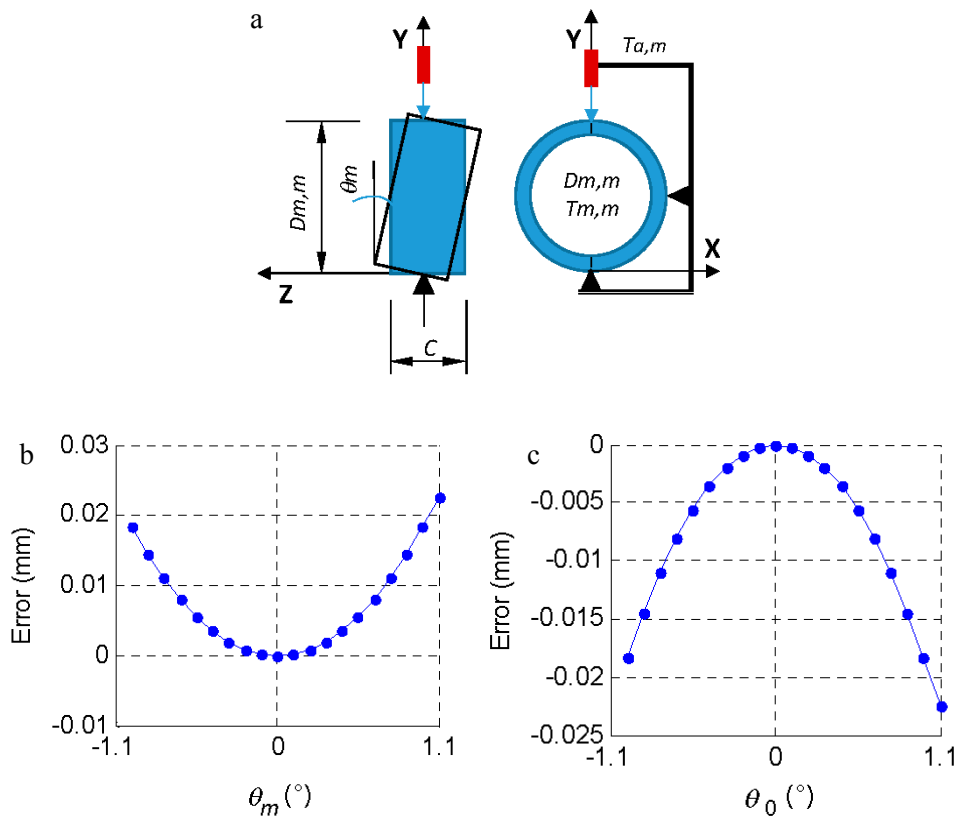 a
Y
Y
Ta,m
Dm,m
θm
Dm,m
Tm,m
X
Z
C
b
0.03
0.02
0.01
0
-0.01
Error (mm)
-1.1
0
1.1
θm (°)
c
0
-0.005
-0.01
-0.015
-0.02
-0.025
Error (mm)
-1.1
0
1.1
θ0 (°)